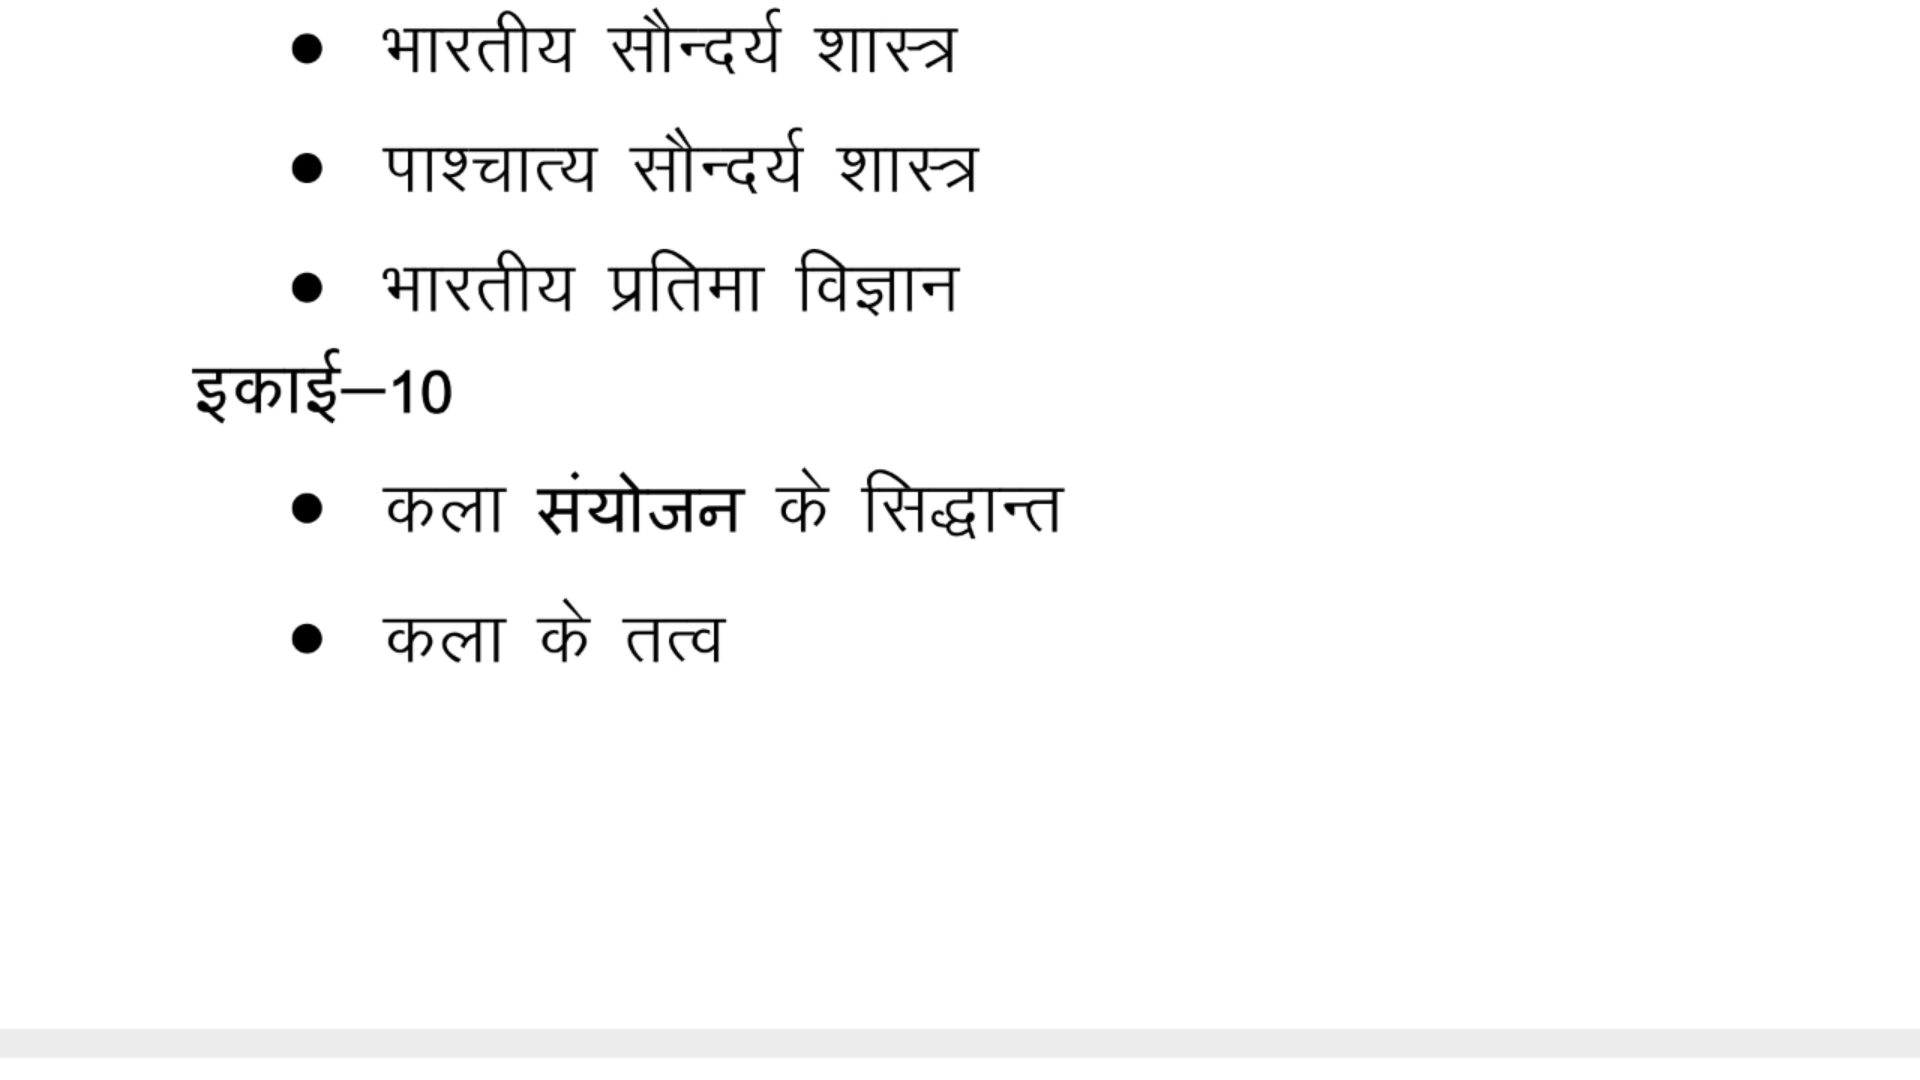 ● भारतीय सौन्दर्य शास्त्र
● पाश्चात्य सौन्दर्य शास्त्र
● भारतीय प्रतिमा विज्ञान
इकाई–10
● कला संयोजन के सिद्धान्त
● कला के तत्व